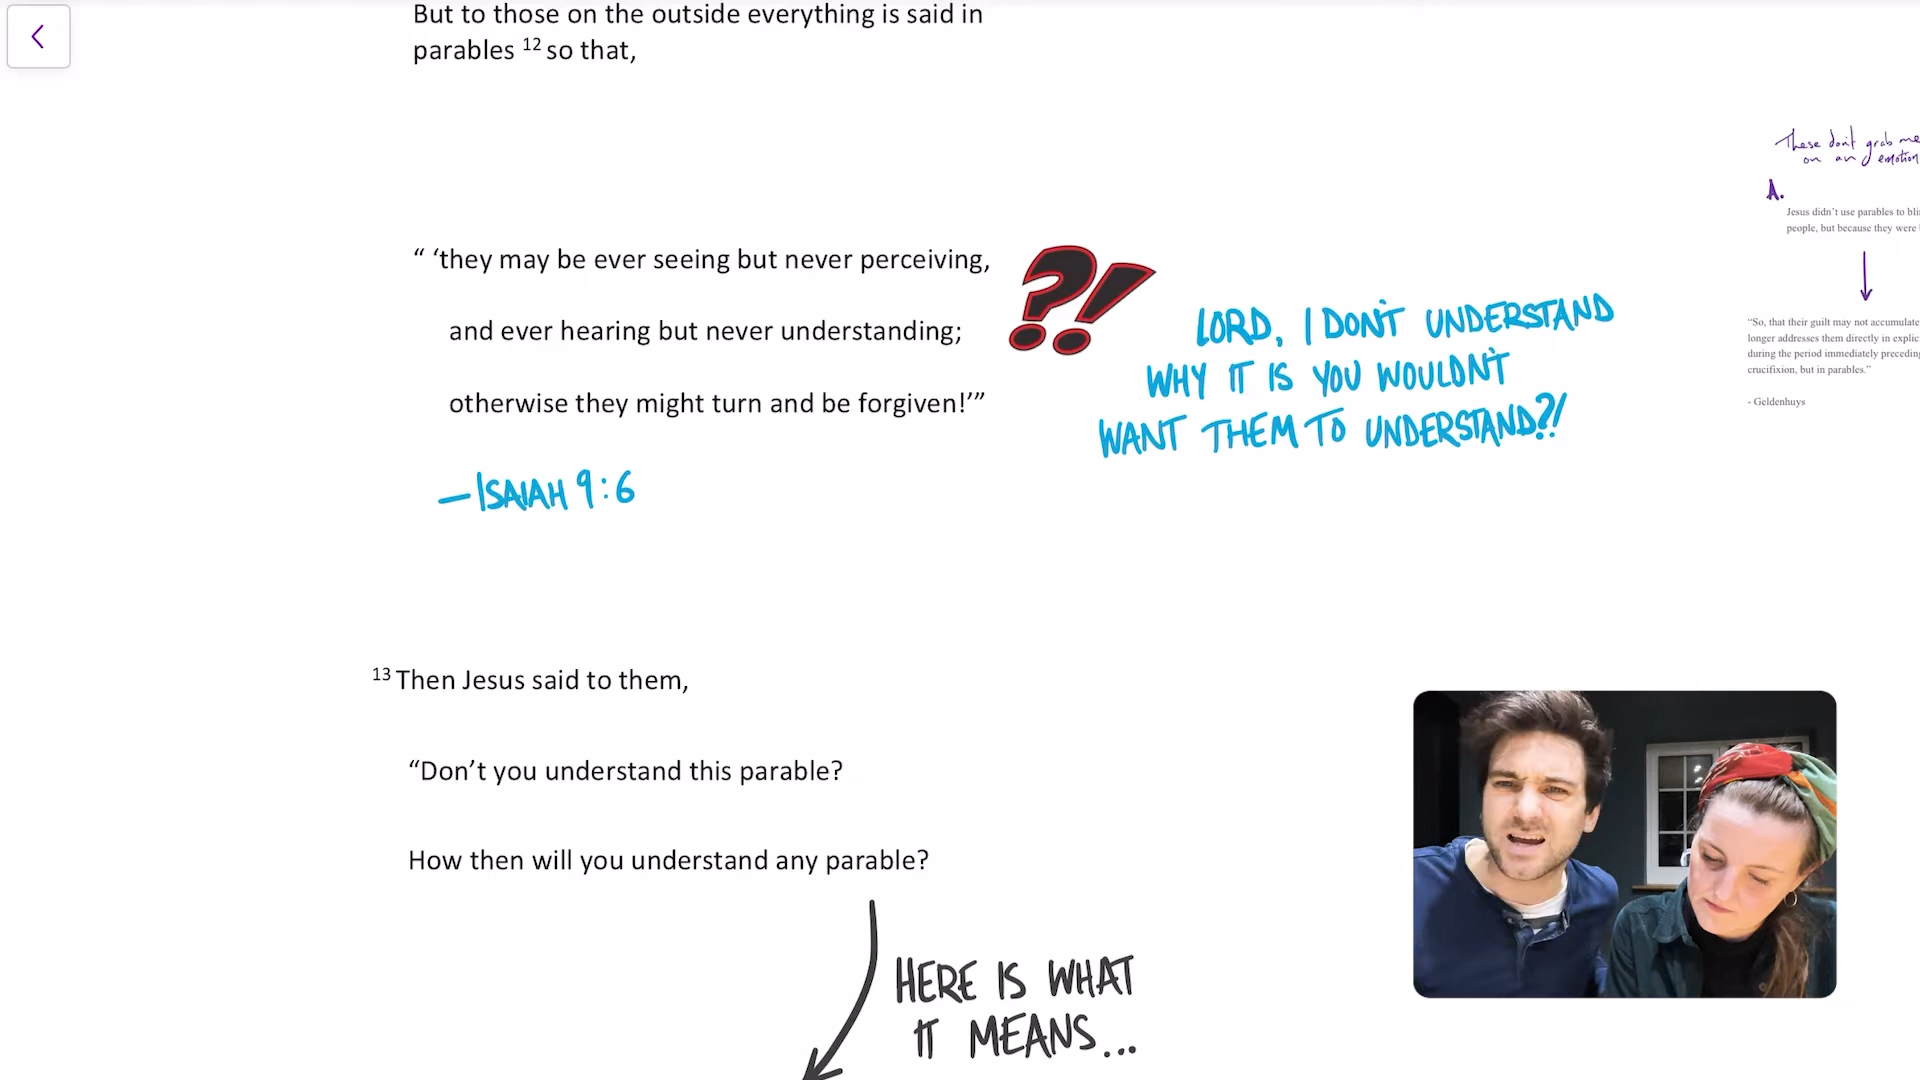 But to those on the outside everything is said in
parables 12 so that,
“ ‘they may be ever seeing but never perceiving,
and ever hearing but never understanding;
otherwise they might turn and be forgiven!’”
— ISAIAH 9:6
?!
LORD, I DON'T UNDERSTAND
WHY IT IS YOU WOULDN'T
WANT THEM TO UNDERSTAND?!
These don't grab me
on an emotion
A.
Jesus didn’t use parables to bli
people, but because they were
“So, that their guilt may not accumulate
longer addresses them directly in explic
during the period immediately preceding
crucifixion, but in parables.”
- Geldenhuys
13 Then Jesus said to them,
“Don’t you understand this parable?
How then will you understand any parable?
HERE IS WHAT
IT MEANS...